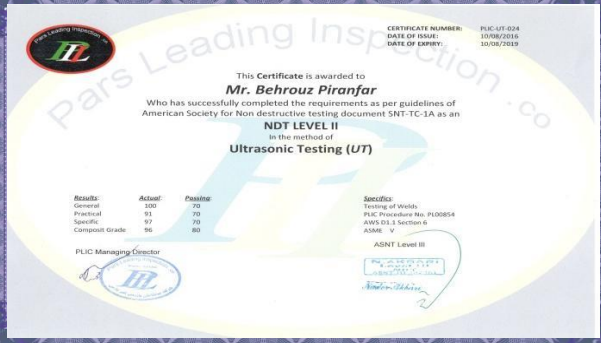 Pars Leading Inspection .co
CERTIFICATE NUMBER: PLIC-UT-024
DATE OF ISSUE: 10/08/2016
DATE OF EXPIRY: 10/08/2019
Pars Leading Inspection .co
This Certificate is awarded to
Mr. Behrouz Piranfar
Who has successfully completed the requirements as per guidelines of
American Society for Non destructive testing document SNT-TC-1A as an
NDT LEVEL II
In the method of
Ultrasonic Testing (UT)
Results: Actual: Passing:
General 100 70
Practical 91 70
Specific 97 70
Composit Grade 96 80
Specifics:
Testing of Welds
PLIC Procedure No. PL00854
AWS D1.1 Section 6
ASME V
PLIC Managing Director
ASNT Level III
Level III